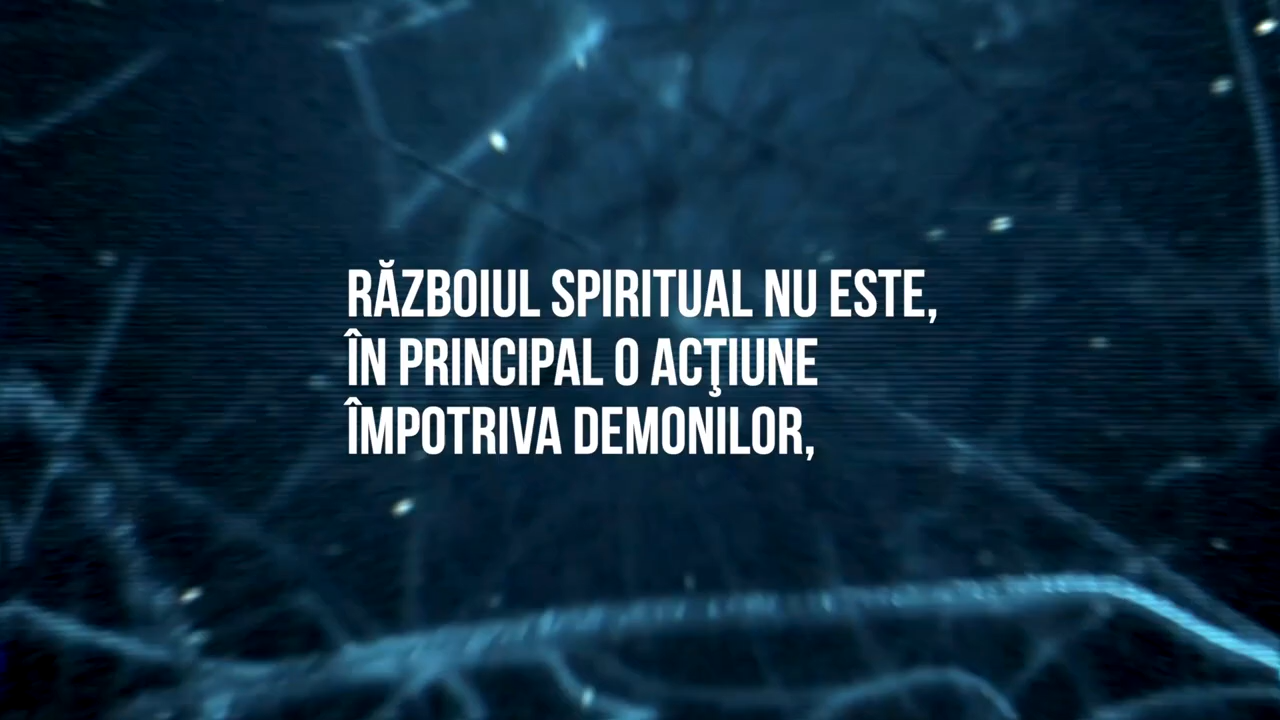 RĂZBOIUL SPIRITUAL NU ESTE,
ÎN PRINCIPAL O ACŢIUNE
ÎMPOTRIVA DEMONILOR,